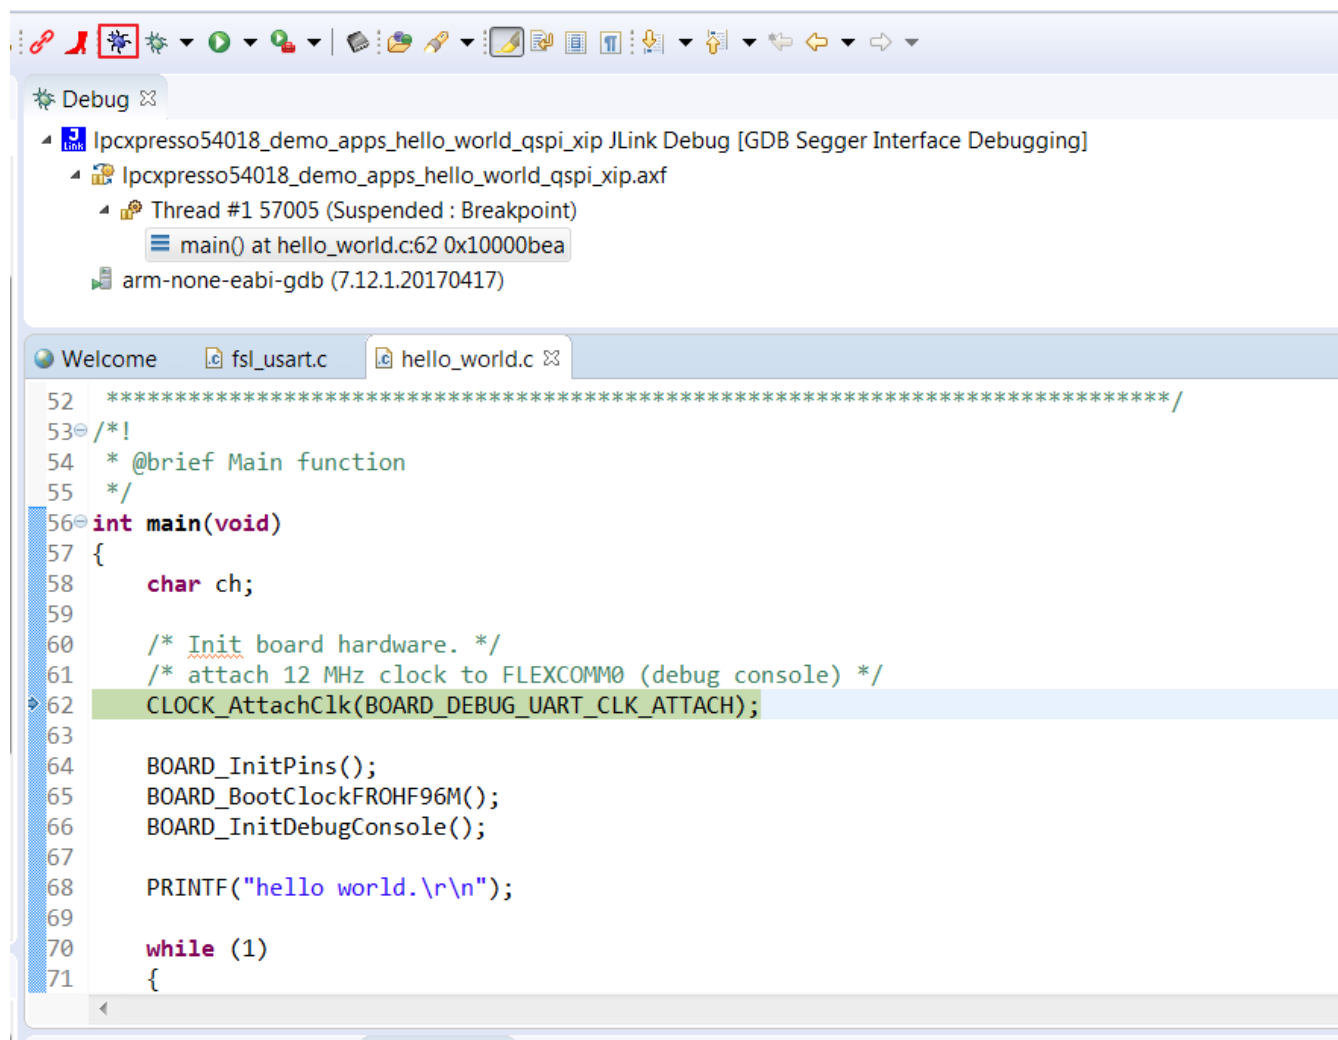 Debug
J Link lpcxpresso54018_demo_apps_hello_world_qspi_xip JLink Debug [GDB Segger Interface Debugging]
lpcxpresso54018_demo_apps_hello_world_qspi_xip.axf
Thread #1 57005 (Suspended : Breakpoint)
main() at hello_world.c:62 0x10000bea
arm-none-eabi-gdb (7.12.1.20170417)
Welcome .c fsl_usart.c .c hello_world.c
52 ******************************************************************************/
53 /*!
54 * @brief Main function
55 */
56 int main(void)
57 {
58 char ch;
59
60 /* Init board hardware. */
61 /* attach 12 MHz clock to FLEXCOMM0 (debug console) */
62 CLOCK_AttachClk(BOARD_DEBUG_UART_CLK_ATTACH);
63
64 BOARD_InitPins();
65 BOARD_BootClockFROHF96M();
66 BOARD_InitDebugConsole();
67
68 PRINTF("hello world.\r\n");
69
70 while (1)
71 {